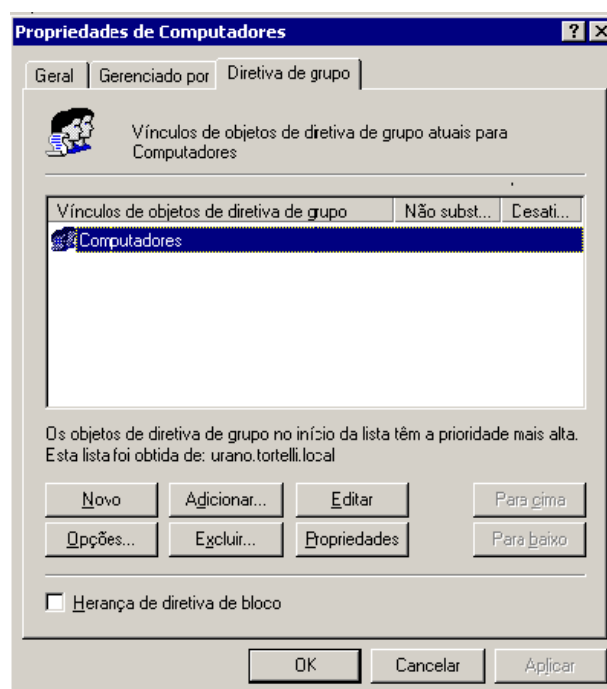 Propriedades de Computadores
Geral Gerenciado por Diretiva de grupo
Vínculos de objetos de diretiva de grupo atuais para
Computadores
Vínculos de objetos de diretiva de grupo Não subst... Desati...
Computadores
Os objetos de diretiva de grupo no início da lista têm a prioridade mais alta.
Esta lista foi obtida de: urano.tortelli.local
Novo Adicionar... Editar Para cima
Opções... Excluir... Propriedades Para baixo
Herança de diretiva de bloco
OK Cancelar Aplicar